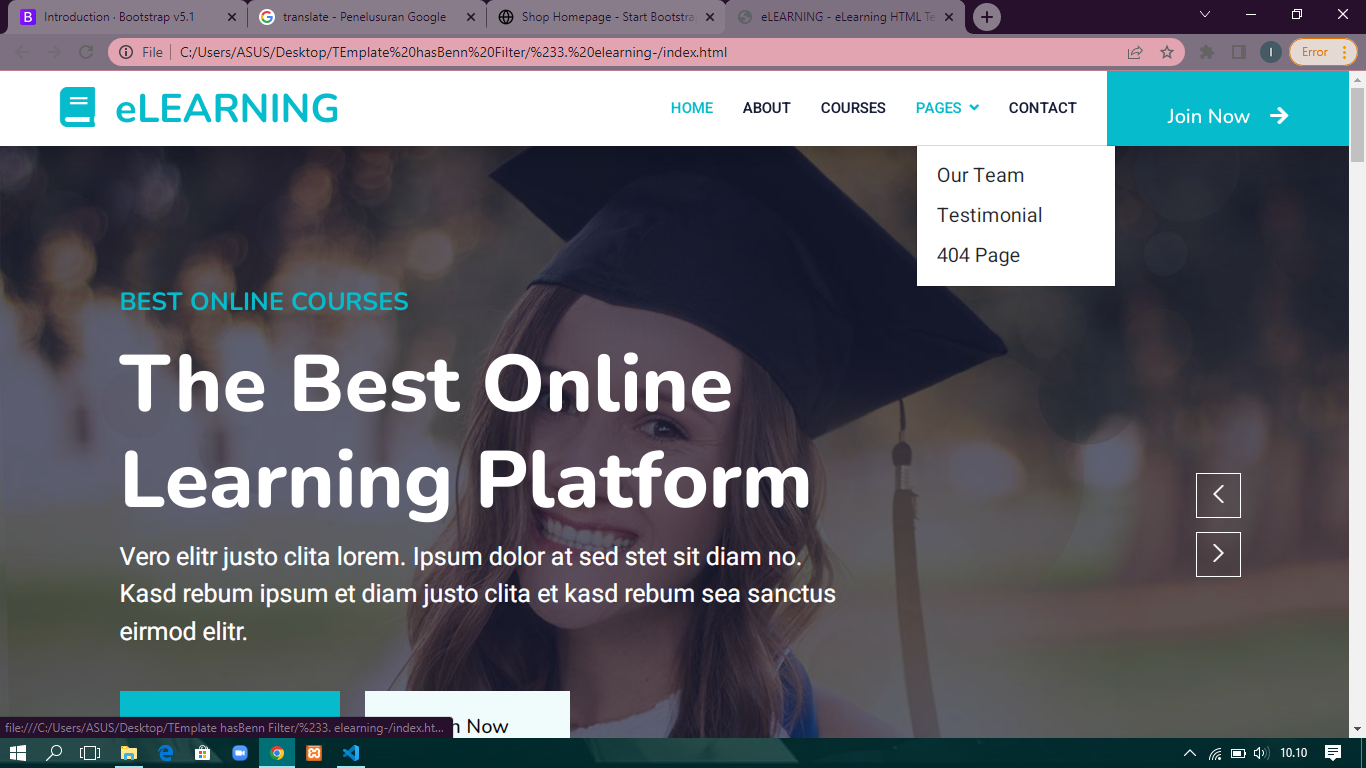 Introduction · Bootstrap v5.1
translate - Penelusuran Google
Shop Homepage - Start Bootstra
eLEARNING - eLearning HTML Te
File
C:/Users/ASUS/Desktop/TEmplate%20hasBenn%20Filter/%233.%20elearning-/index.html
I
Error
eLEARNING
HOME
ABOUT
COURSES
PAGES
CONTACT
Join Now
Our Team
Testimonial
404 Page
BEST ONLINE COURSES
The Best Online
Learning Platform
Vero elitr justo clita lorem. Ipsum dolor at sed stet sit diam no.
Kasd rebum ipsum et diam justo clita et kasd rebum sea sanctus
eirmod elitr.
n Now
file:///C:/Users/ASUS/Desktop/TEmplate hasBenn Filter/%233. elearning-/index.ht...
10.10